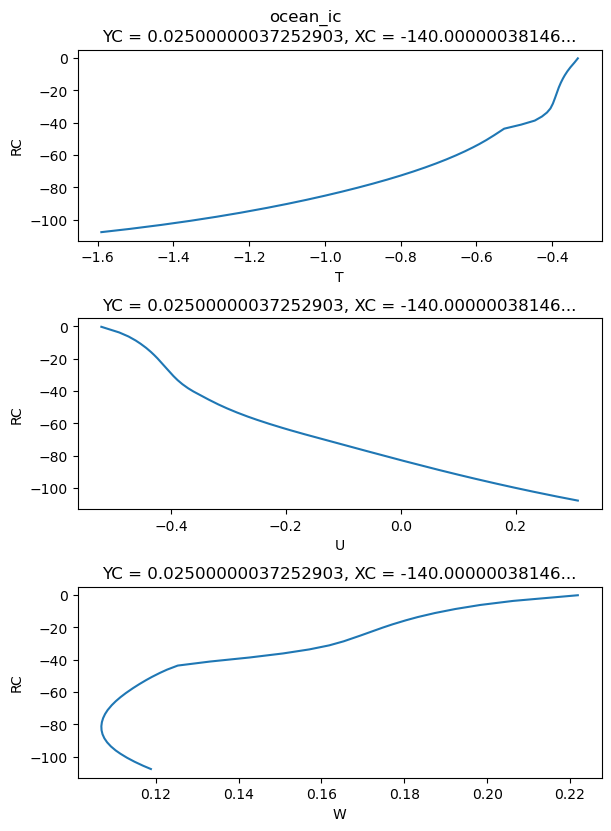 ocean_ic
YC = 0.02500000037252903, XC = -140.00000038146...
0
−20
−40
−60
−80
−100
RC
−1.6 −1.4 −1.2 −1.0 −0.8 −0.6 −0.4
T
YC = 0.02500000037252903, XC = -140.00000038146...
0
−20
−40
−60
−80
−100
RC
−0.4 −0.2 0.0 0.2
U
YC = 0.02500000037252903, XC = -140.00000038146...
0
−20
−40
−60
−80
−100
RC
0.12 0.14 0.16 0.18 0.20 0.22
W